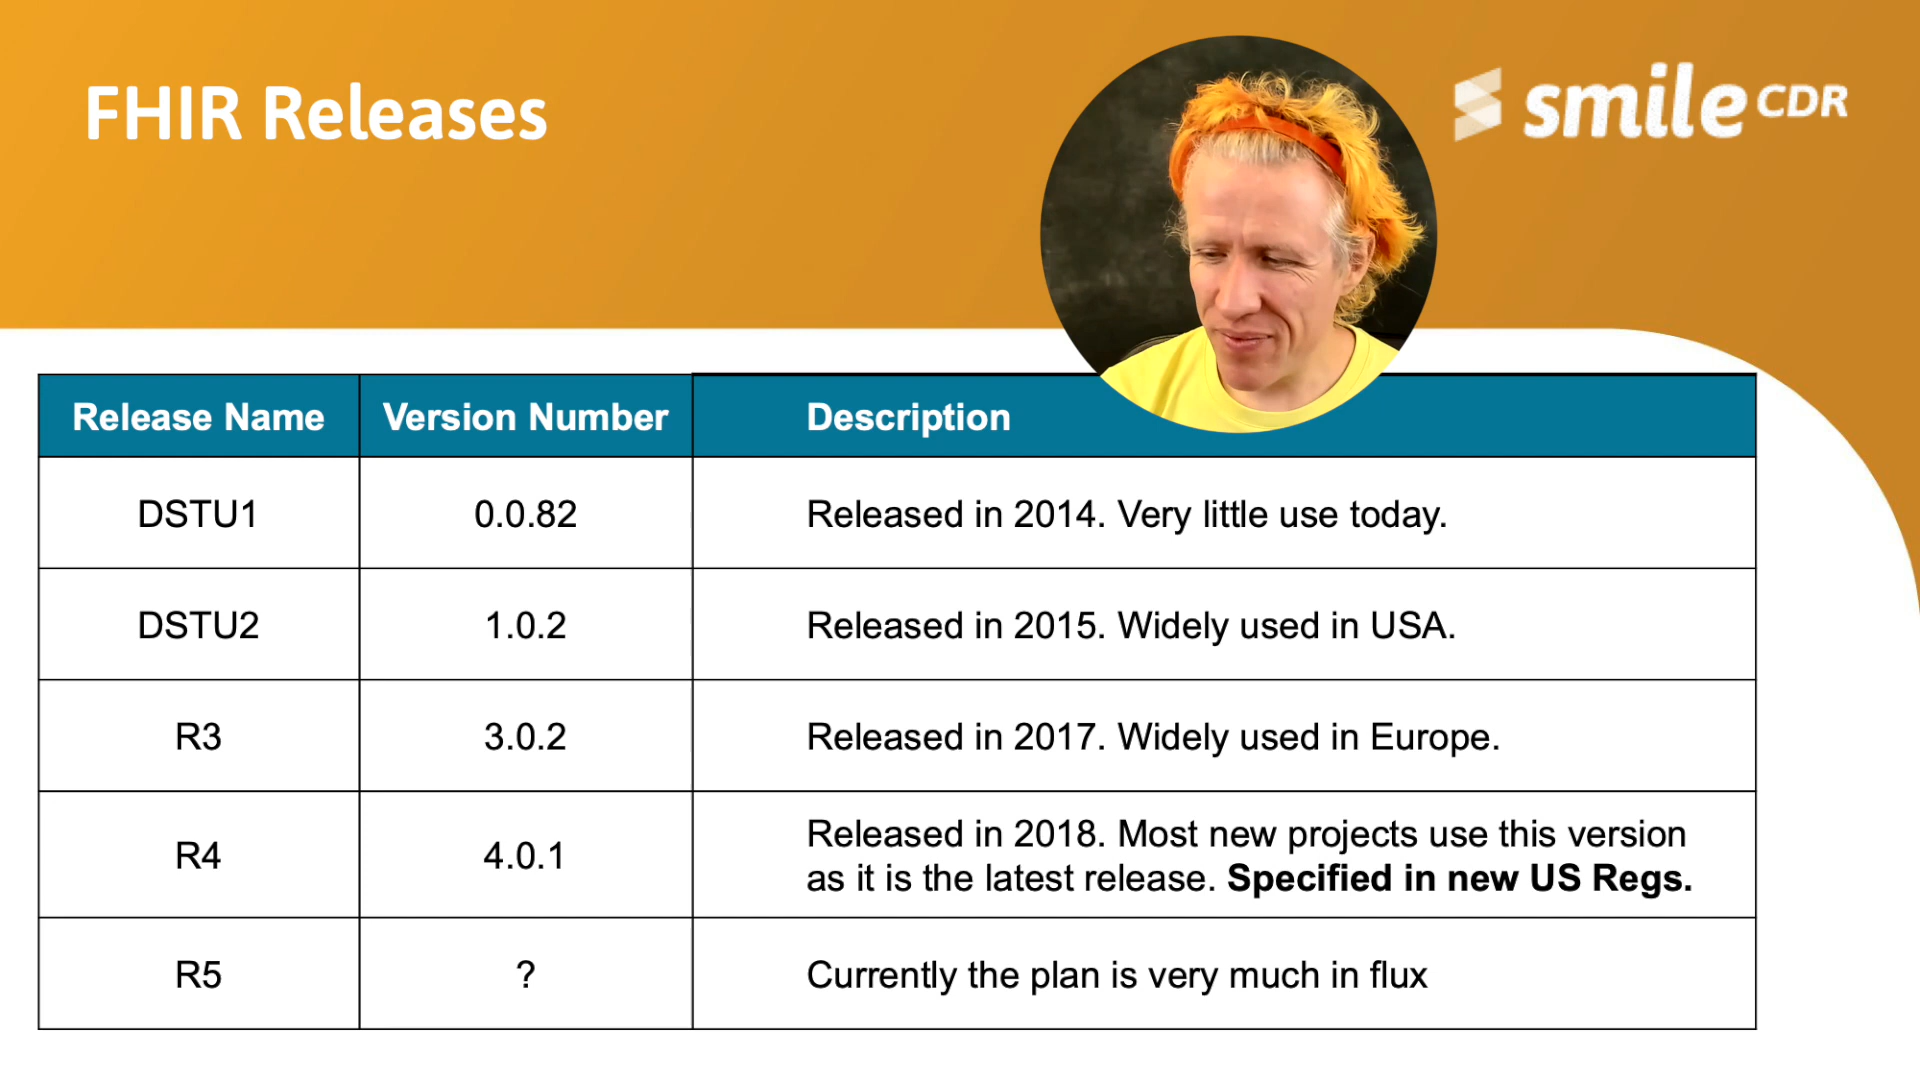 FHIR Releases
smile CDR
Release Name Version Number Description
DSTU1 0.0.82 Released in 2014. Very little use today.
DSTU2 1.0.2 Released in 2015. Widely used in USA.
R3 3.0.2 Released in 2017. Widely used in Europe.
R4 4.0.1 Released in 2018. Most new projects use this version
as it is the latest release. Specified in new US Regs.
R5 ? Currently the plan is very much in flux